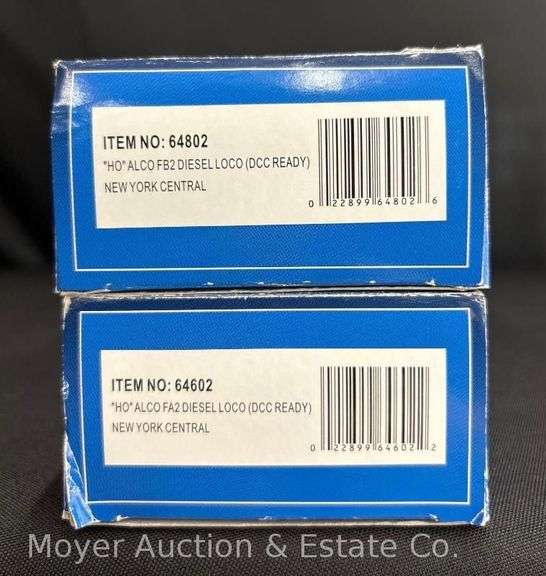 ITEM NO: 64802
"HO" ALCO FB2 DIESEL LOCO (DCC READY)
NEW YORK CENTRAL
0 22899 64802 6
ITEM NO: 64602
"HO" ALCO FA2 DIESEL LOCO (DCC READY)
NEW YORK CENTRAL
0 22899 64602 2
Moyer Auction & Estate Co.